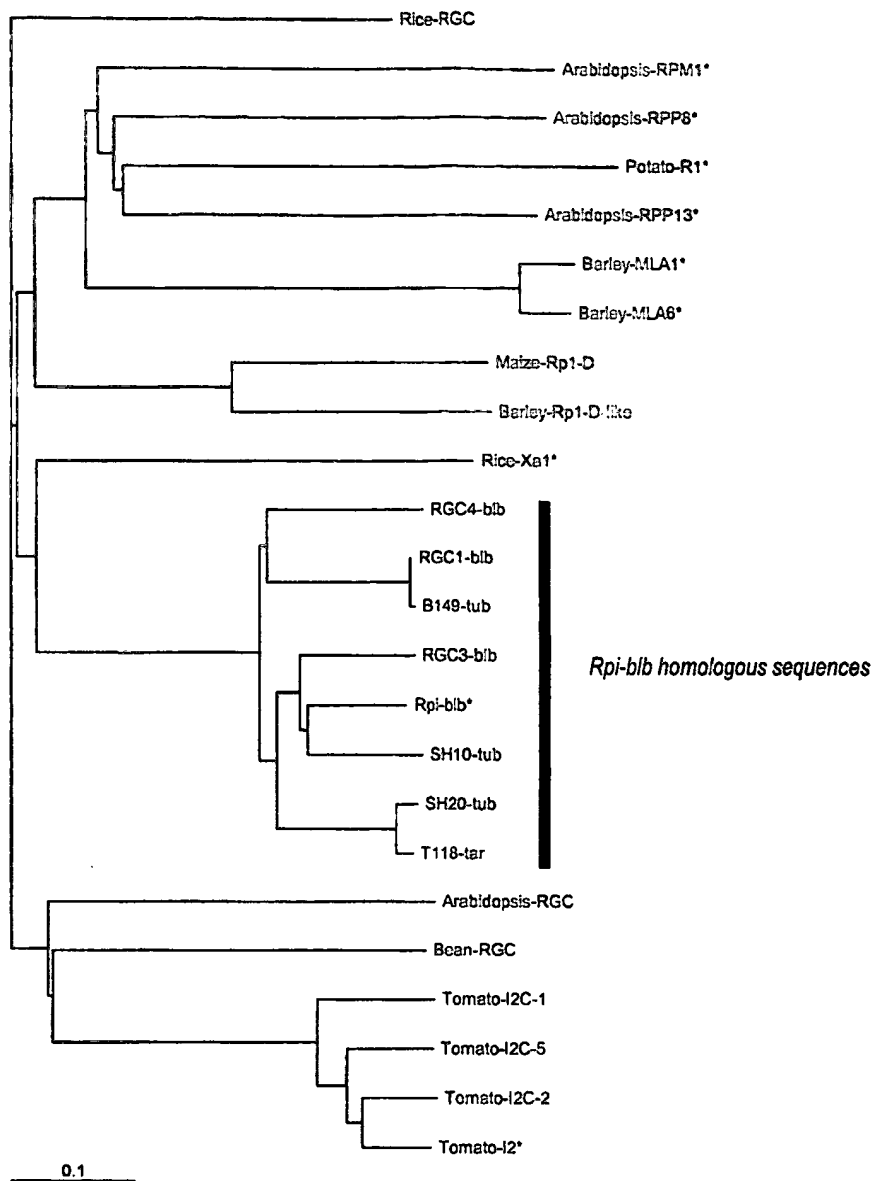 Rice-RGC
Arabidopsis-RPM1*
Arabidopsis-RPP8*
Potato-R1*
Arabidopsis-RPP13*
Barley-MLA1*
Barley-MLA6*
Maize-Rp1-D
Barley-Rp1-D-like
Rice-Xa1*
RGC4-blb
RGC1-blb
B149-tub
RGC3-blb
Rpi-blb*
Rpi-blb homologous sequences
SH10-tub
SH20-tub
T118-tar
Arabidopsis-RGC
Bean-RGC
Tomato-I2C-1
Tomato-I2C-5
Tomato-I2C-2
Tomato-I2*
0.1